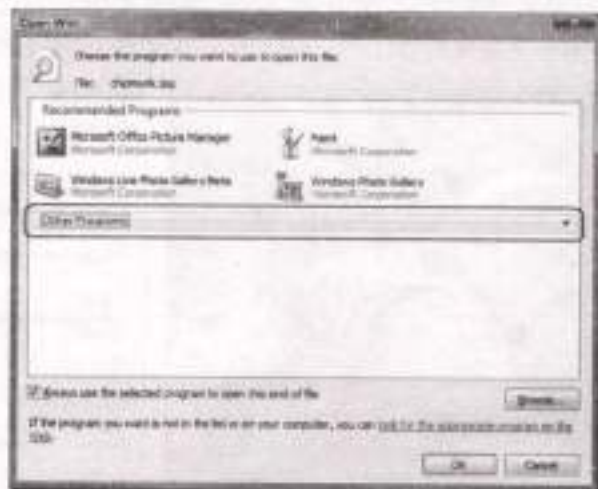 Open With
Choose the program you want to use to open this file:
File: chipmunk.jpg
Recommended Programs
Microsoft Office Picture Manager
Microsoft Corporation
Paint
Microsoft Corporation
Windows Live Photo Gallery Beta
Microsoft Corporation
Windows Photo Gallery
Microsoft Corporation
Other Programs
Always use the selected program to open this kind of file
Browse...
If the program you want is not in the list or on your computer, you can look for the appropriate program on the
Web.
OK
Cancel